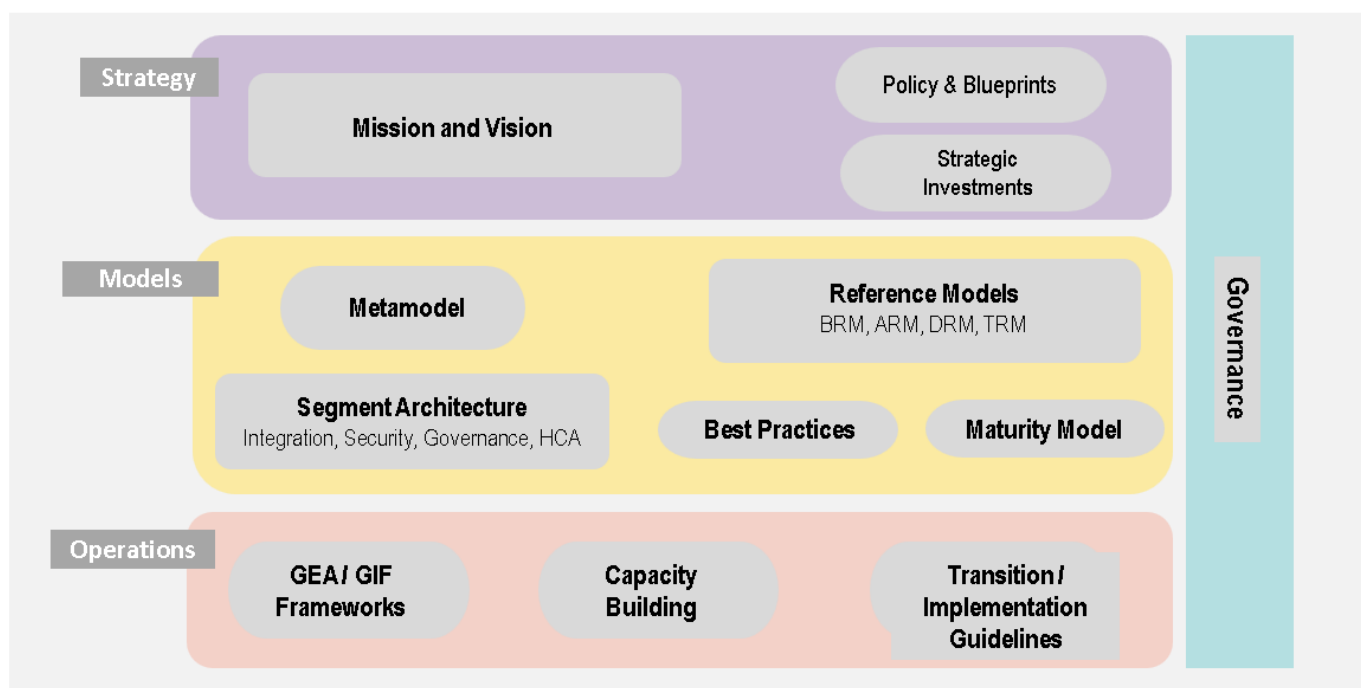 Strategy
Mission and Vision
Policy & Blueprints
Strategic
Investments
Models
Metamodel
Reference Models
BRM, ARM, DRM, TRM
Segment Architecture
Integration, Security, Governance, HCA
Best Practices
Maturity Model
Operations
GEA / GIF
Frameworks
Capacity
Building
Transition /
Implementation
Guidelines
Governance